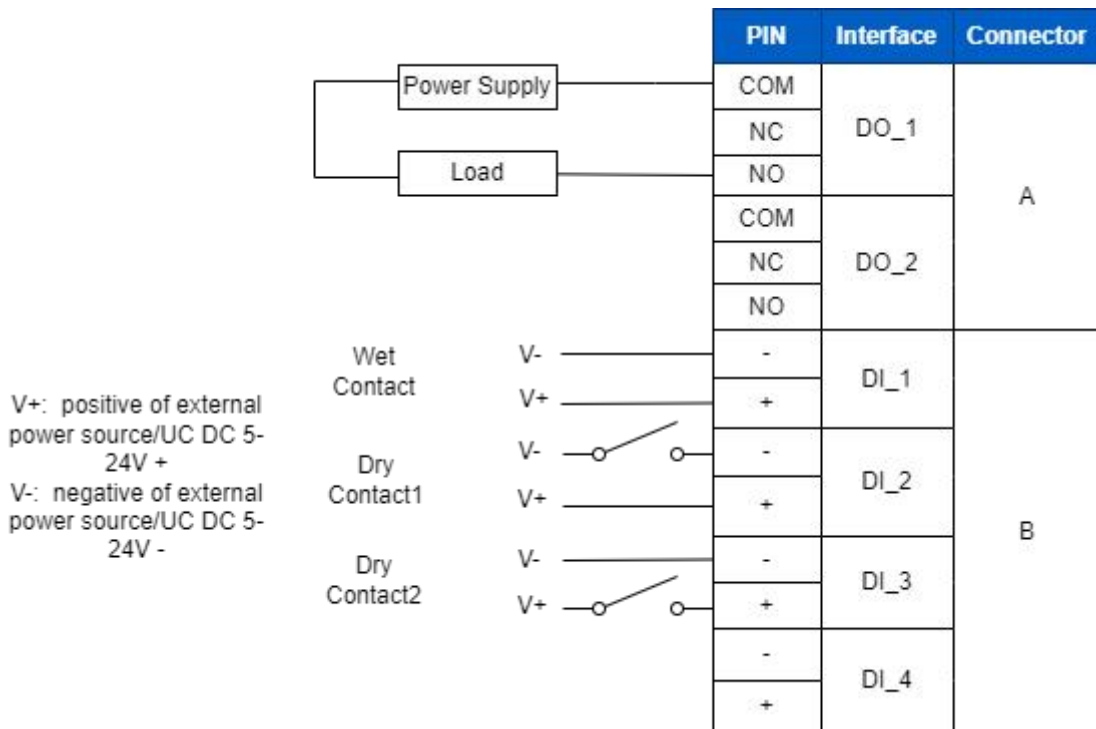 PIN Interface Connector
Power Supply COM
NC DO_1
Load NO
A
COM
NC DO_2
NO
Wet
Contact
V- -
DI_1
V+ +
V+: positive of external
power source/UC DC 5-
24V +
V-: negative of external
power source/UC DC 5-
24V -
Dry
Contact1
V- -
DI_2
V+ +
B
Dry
Contact2
V- -
DI_3
V+ +
-
DI_4
+